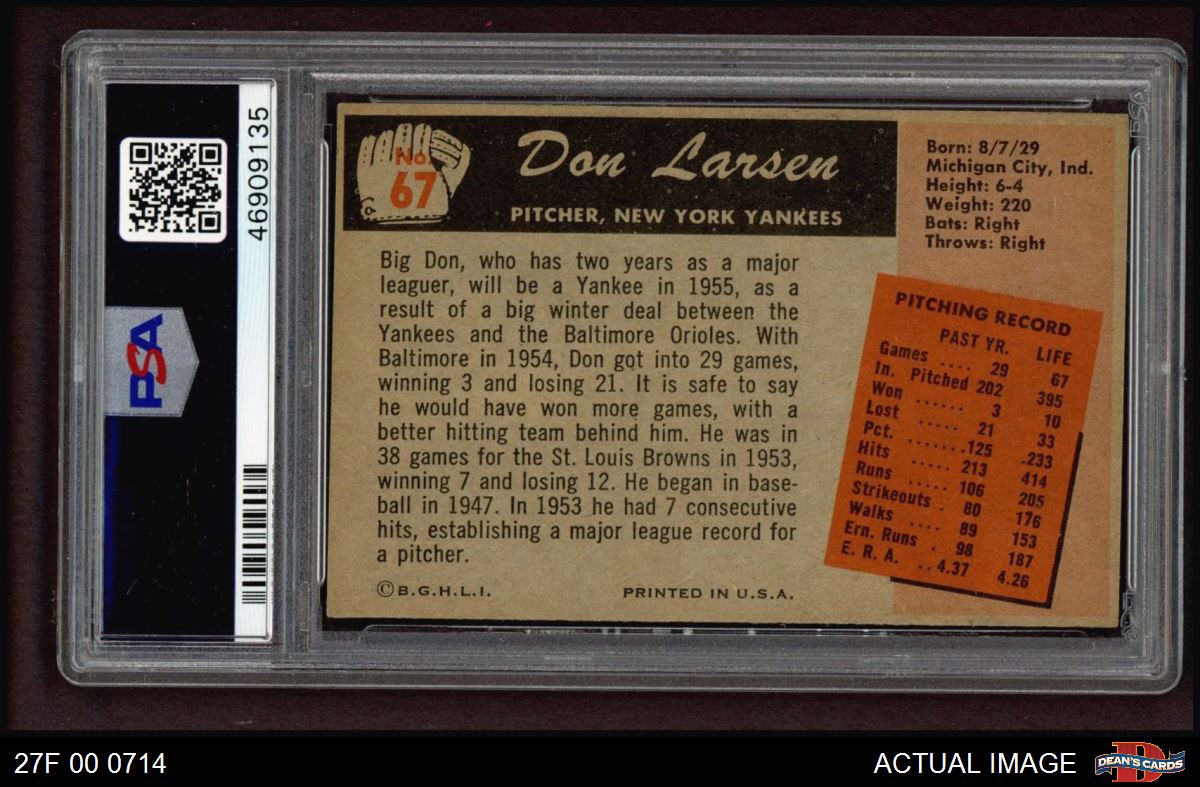 46909135
PSA
No.
67
Don Larsen
PITCHER, NEW YORK YANKEES
Born: 8/7/29
Michigan City, Ind.
Height: 6-4
Weight: 220
Bats: Right
Throws: Right
Big Don, who has two years as a major
leaguer, will be a Yankee in 1955, as a
result of a big winter deal between the
Yankees and the Baltimore Orioles. With
Baltimore in 1954, Don got into 29 games,
winning 3 and losing 21. It is safe to say
he would have won more games, with a
better hitting team behind him. He was in
38 games for the St. Louis Browns in 1953,
winning 7 and losing 12. He began in base-
ball in 1947. In 1953 he had 7 consecutive
hits, establishing a major league record for
a pitcher.
©B.G.H.L.I.
PRINTED IN U.S.A.
PITCHING RECORD
PAST YR. LIFE
Games .... 29 67
In. Pitched 202 395
Won ...... 3 10
Lost ..... 21 33
Pct. .......125 .233
Hits ..... 213 414
Runs ..... 106 205
Strikeouts . 80 176
Walks .... 89 153
Ern. Runs . 98 187
E. R. A. ..4.37 4.26
27F 00 0714
ACTUAL IMAGE
DEAN'S CARDS